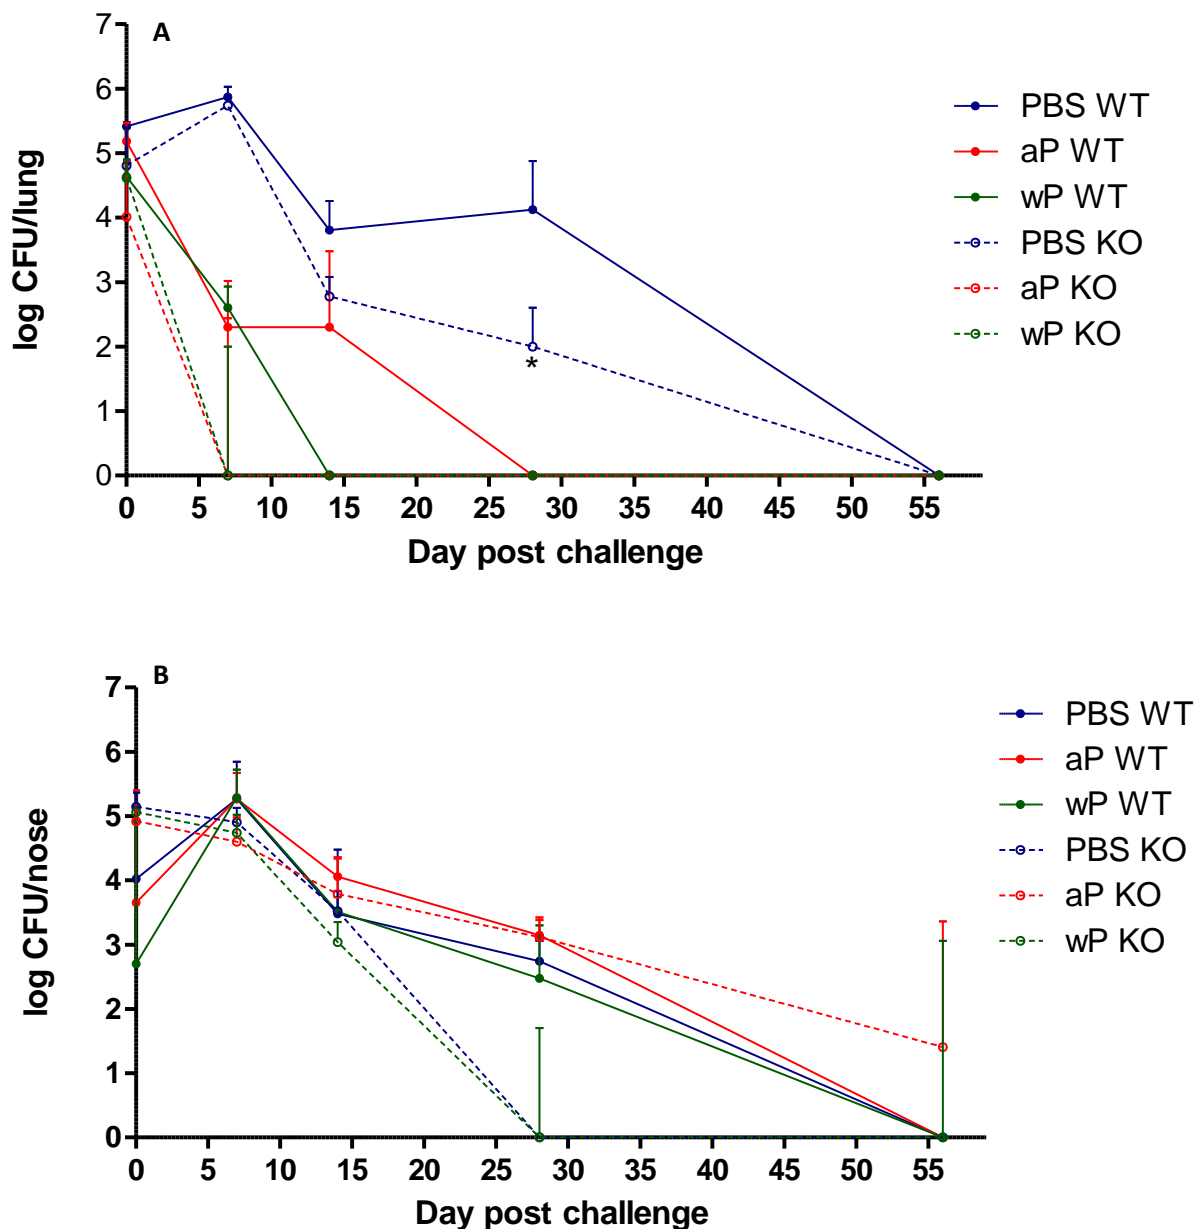 A
7
6
5
4
3
2
1
0
log CFU/lung
0 5 10 15 20 25 30 35 40 45 50 55
Day post challenge
*
PBS WT
aP WT
wP WT
PBS KO
aP KO
wP KO
B
7
6
5
4
3
2
1
0
log CFU/nose
0 5 10 15 20 25 30 35 40 45 50 55
Day post challenge
PBS WT
aP WT
wP WT
PBS KO
aP KO
wP KO